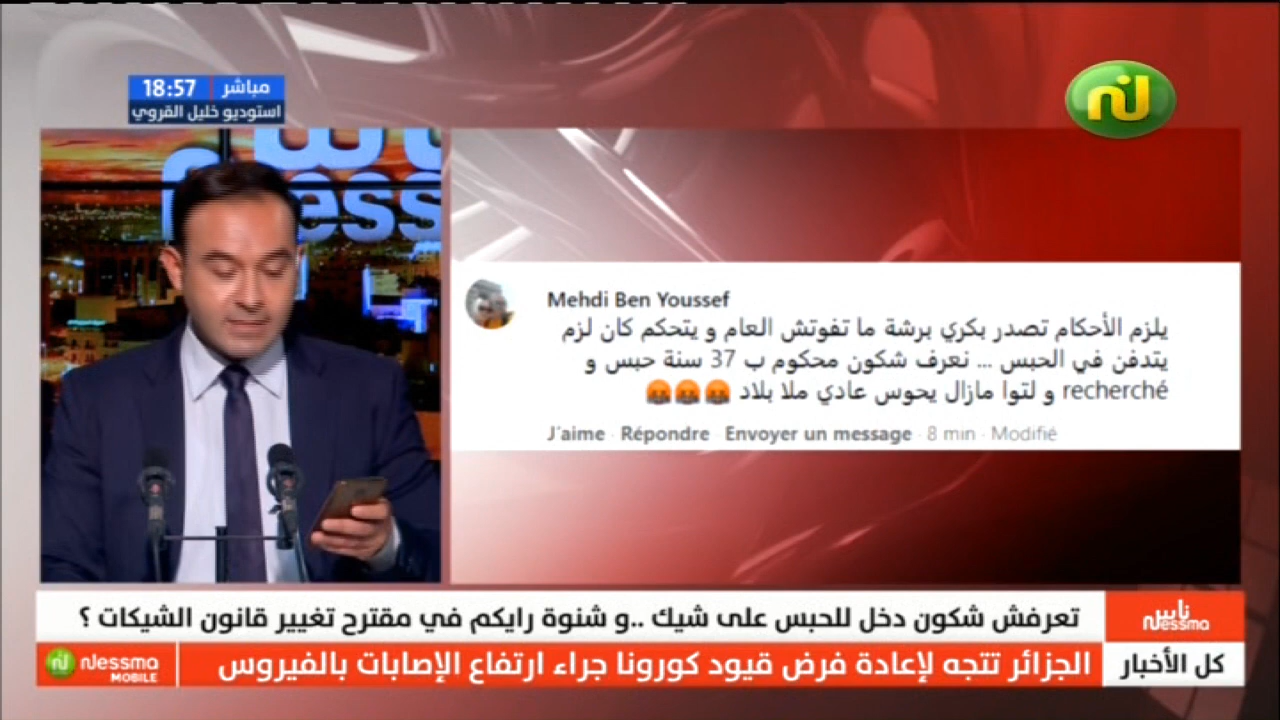 مباشر 18:57
استوديو خليل القروي
ess
Mehdi Ben Youssef
يلزم الأحكام تصدر بكري برشة ما تفوتش العام و يتحكم كان لزم
يتدفن في الحبس ... نعرف شكون محكوم ب 37 سنة حبس و
recherché و لتوا مازال يحوس عادي ملا بلاد 🤬🤬🤬
J'aime · Répondre · Envoyer un message · 8 min · Modifié
ناس Nessma
تعرفش شكون دخل للحبس على شيك ..و شنوة رايكم في مقترح تغيير قانون الشيكات ؟
كل الأخبار
الجزائر تتجه لإعادة فرض قيود كورونا جراء ارتفاع الإصابات بالفيروس
Nessma MOBILE